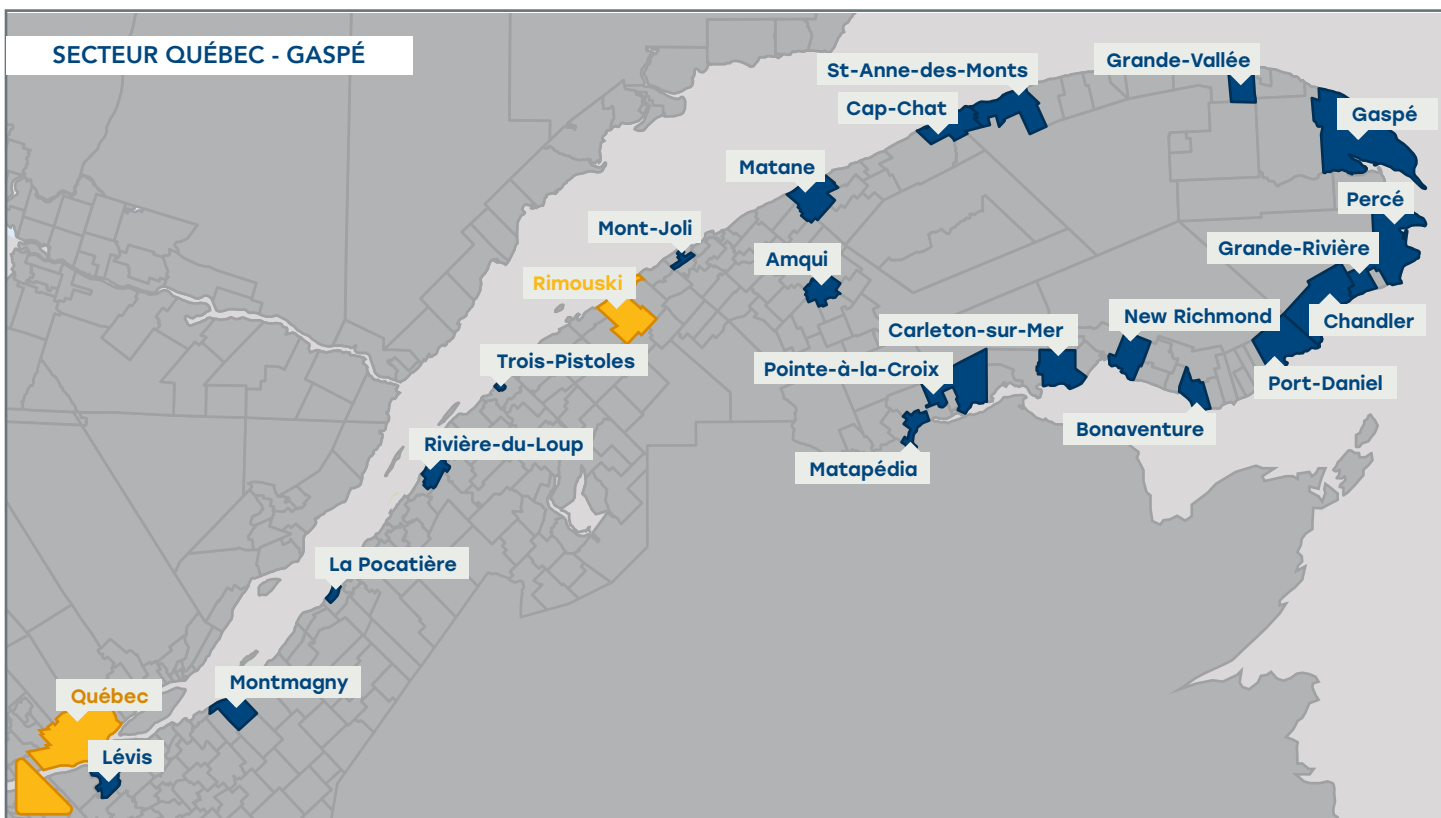 SECTEUR QUÉBEC - GASPÉ
Grande-Vallée
St-Anne-des-Monts
Cap-Chat
Gaspé
Matane
Percé
Mont-Joli
Grande-Rivière
Amqui
Rimouski
New Richmond
Chandler
Carleton-sur-Mer
Trois-Pistoles
Pointe-à-la-Croix
Port-Daniel
Bonaventure
Rivière-du-Loup
Matapédia
La Pocatière
Montmagny
Québec
Lévis